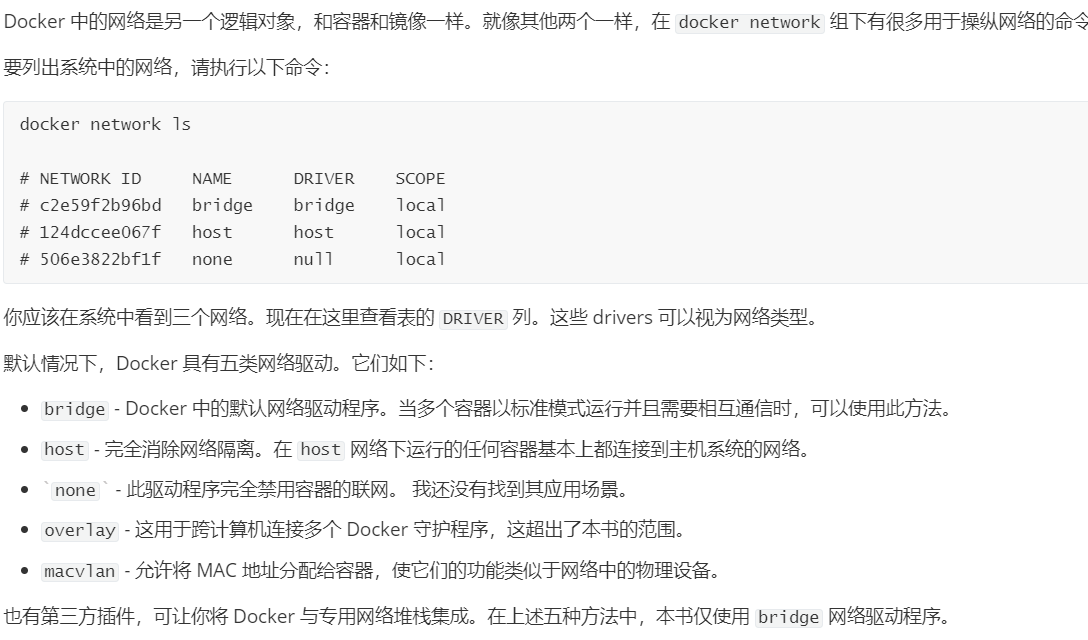 Docker 中的网络是另一个逻辑对象，和容器和镜像一样。就像其他两个一样，在 docker network 组下有很多用于操纵网络的命令
要列出系统中的网络，请执行以下命令：
docker network ls
# NETWORK ID     NAME      DRIVER    SCOPE
# c2e59f2b96bd   bridge    bridge    local
# 124dccee067f   host      host      local
# 506e3822bf1f   none      null      local
你应该在系统中看到三个网络。现在在这里查看表的 DRIVER 列。这些 drivers 可以视为网络类型。
默认情况下，Docker 具有五类网络驱动。它们如下：
• bridge - Docker 中的默认网络驱动程序。当多个容器以标准模式运行并且需要相互通信时，可以使用此方法。
• host - 完全消除网络隔离。在 host 网络下运行的任何容器基本上都连接到主机系统的网络。
• `none` - 此驱动程序完全禁用容器的联网。 我还没有找到其应用场景。
• overlay - 这用于跨计算机连接多个 Docker 守护程序，这超出了本书的范围。
• macvlan - 允许将 MAC 地址分配给容器，使它们的功能类似于网络中的物理设备。
也有第三方插件，可让你将 Docker 与专用网络堆栈集成。在上述五种方法中，本书仅使用 bridge 网络驱动程序。